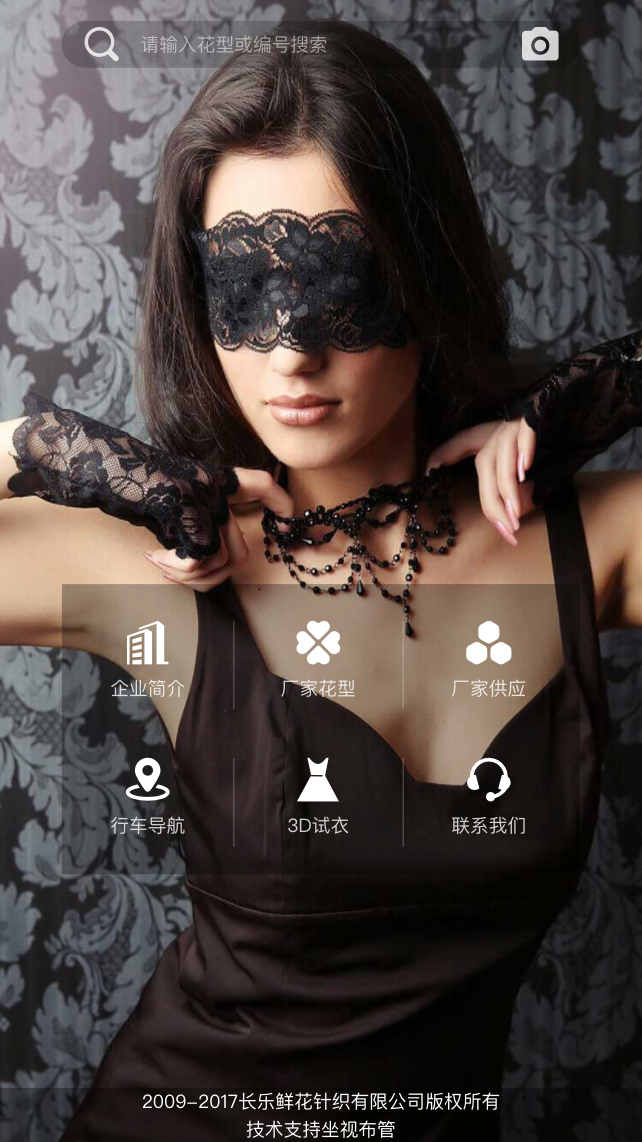 请输入花型或编号搜索
企业简介
厂家花型
厂家供应
行车导航
3D试衣
联系我们
2009-2017长乐鲜花针织有限公司版权所有
技术支持坐视布管